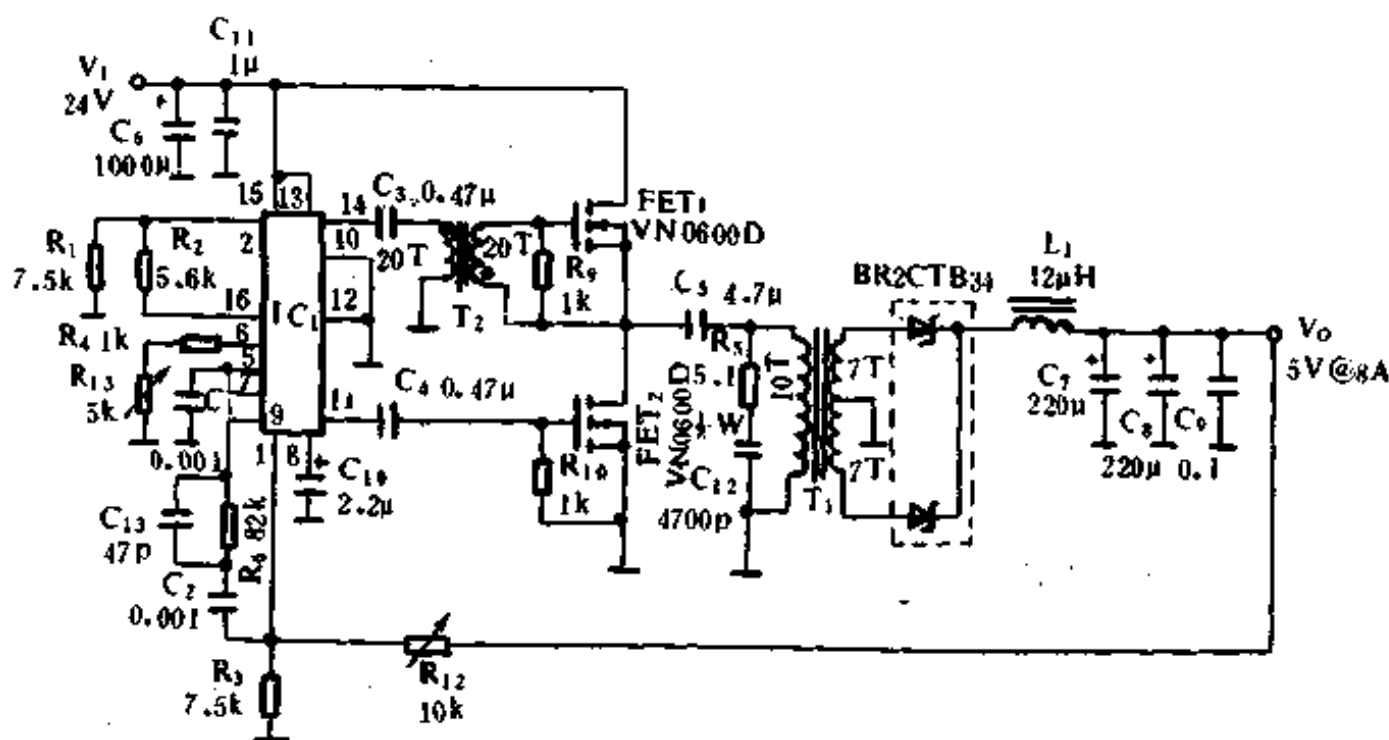 C₁₁
1μ
V₁
24V
+
C₆
1000μ
15
13
14
C₃ 0.47μ
FET₁
VN0600D
R₁
7.5k
R₂
5.6k
2
10
20T
20T
R₉
1k
T₂
16
12
IC₁
R₄ 1k
6
5
7
R₁₃
5k
C
0.001
9
1
8
11
C₄ 0.47μ
+
C₁₀
2.2μ
R₁₀
1k
FET₂
VN0600D
C₅ 4.7μ
R₅
5.1
W
C₁₂
4700p
10T
T₁
7T
7T
BR2CTB34
L₁
12μH
V₀
5V@8A
+
C₇
220μ
+
C₈
220μ
C₉
0.1
C₁₃
47p
R₆ 82k
C₂
0.001
R₃
7.5k
R₁₂
10k